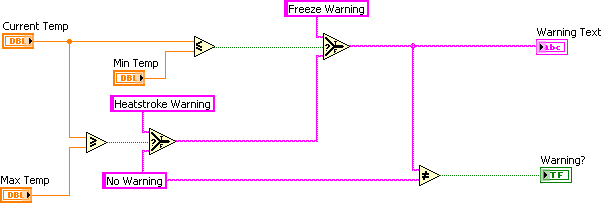 Freeze Warning
Current Temp
DBL
Warning Text
abc
Min Temp
DBL
≤
?
T
F
Heatstroke Warning
≥
?
T
F
Warning?
Max Temp
No Warning
≠
TF
DBL